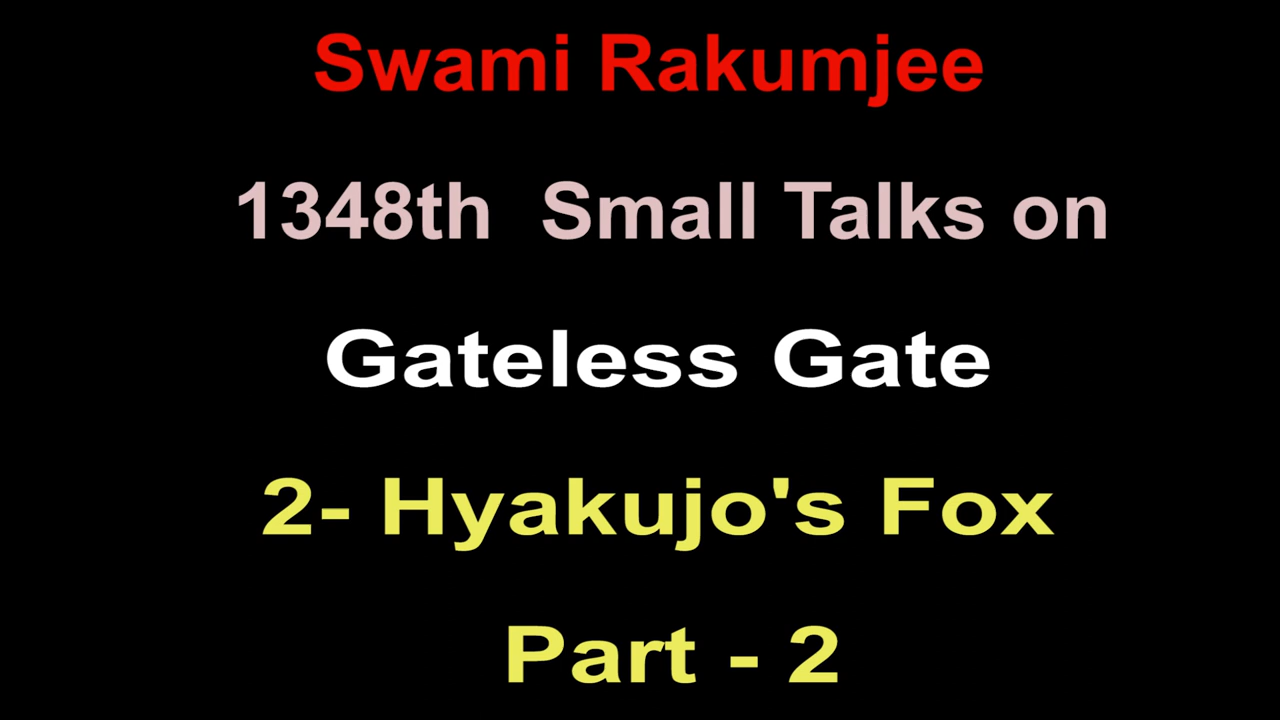 Swami Rakumjee
1348th  Small Talks on
Gateless Gate
2- Hyakujo's Fox
Part - 2